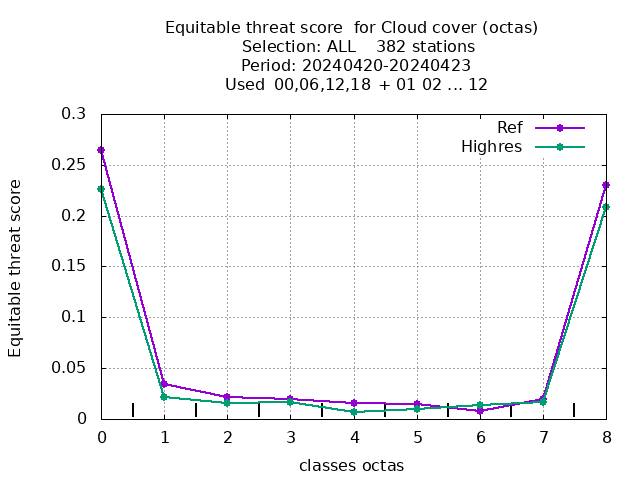 Equitable threat score  for Cloud cover (octas)
Selection: ALL    382 stations
Period: 20240420-20240423
Used  00,06,12,18 + 01 02 ... 12
Ref
Highres
Equitable threat score
0.3
0.25
0.2
0.15
0.1
0.05
0
0 1 2 3 4 5 6 7 8
classes octas